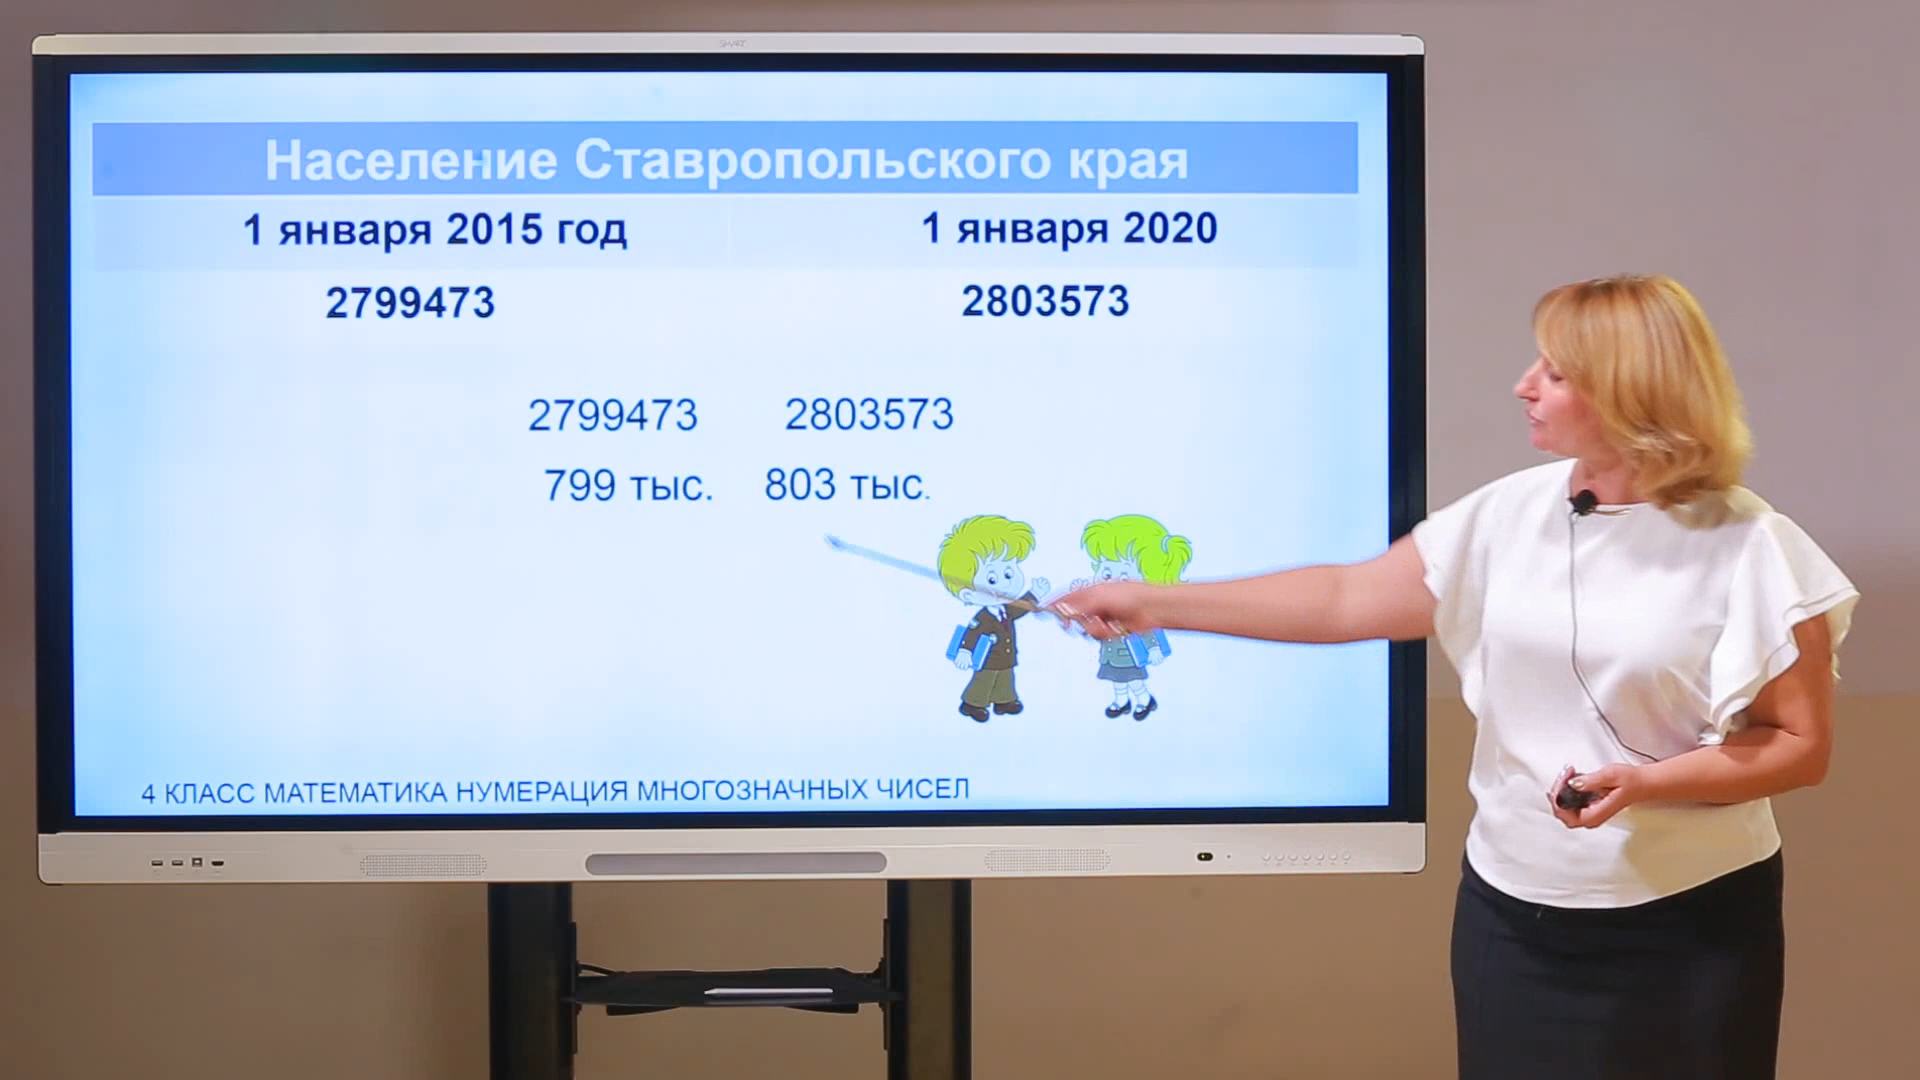 SMART
Население Ставропольского края
1 января 2015 год 1 января 2020
2799473 2803573
2799473 2803573
799 тыс. 803 тыс.
4 КЛАСС МАТЕМАТИКА НУМЕРАЦИЯ МНОГОЗНАЧНЫХ ЧИСЕЛ